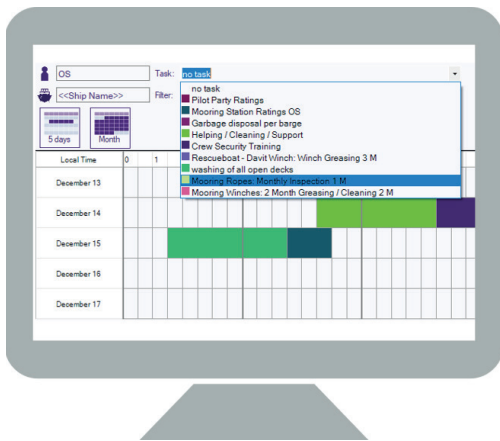 OS Task: no task
<<Ship Name>> Filter:
no task
Pilot Party Ratings
Mooring Station Ratings OS
Garbage disposal per barge
Helping / Cleaning / Support
Crew Security Training
Rescueboat - Davit Winch: Winch Greasing 3 M
washing of all open decks
Mooring Ropes: Monthly Inspection 1 M
Mooring Winches: 2 Month Greasing / Cleaning 2 M
5 days Month
Local Time 0 1
December 13
December 14
December 15
December 16
December 17